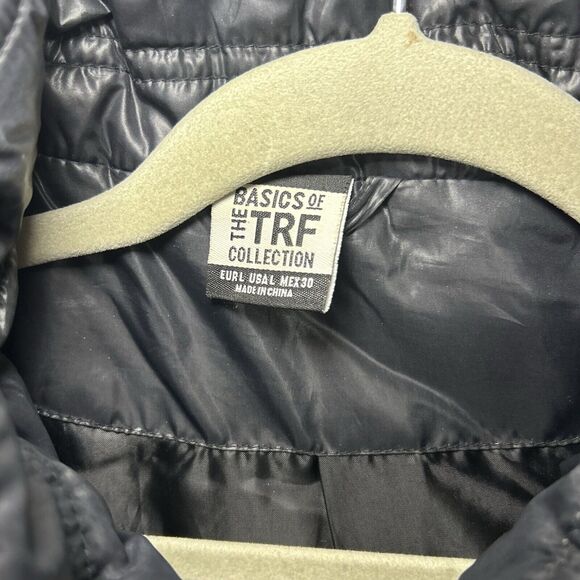 BASICS OF
THE TRF
COLLECTION
EUR L USA L MEX 30
MADE IN CHINA